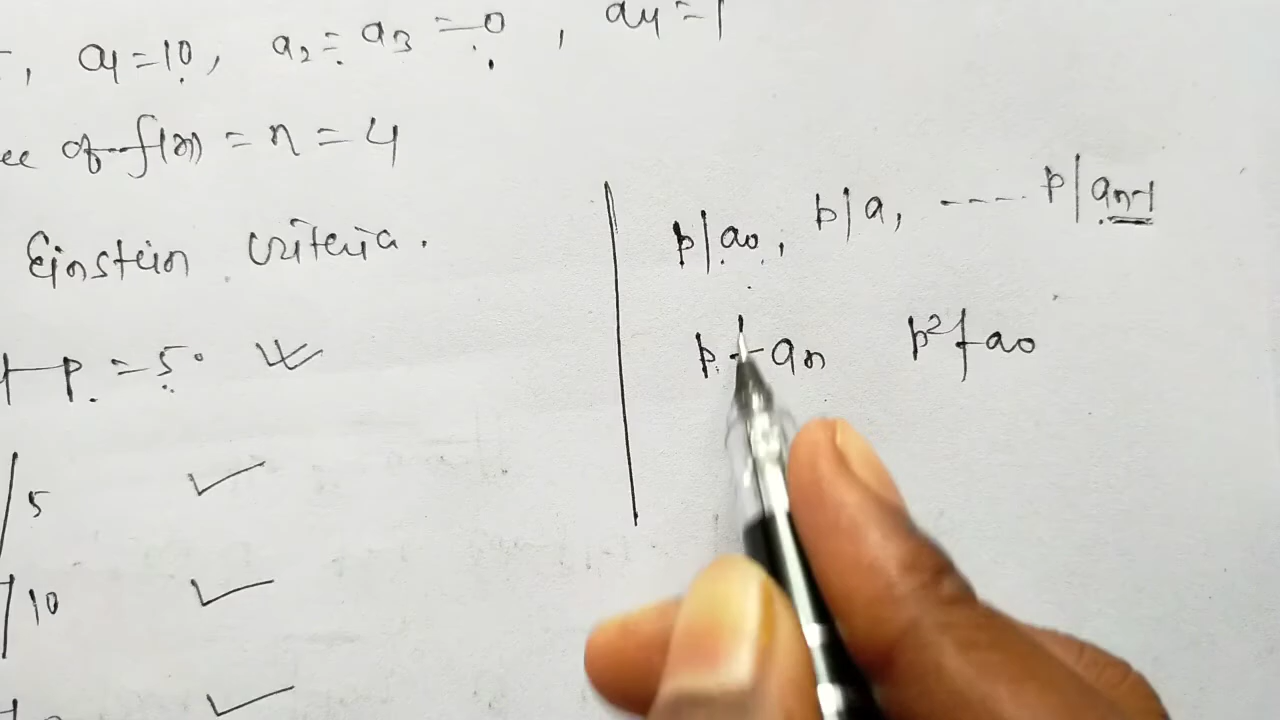 , a1 = 10, a2 = a3 = 0, a4 = 1
ee of f(x) = n = 4
Einstein criteria.
p = 5
5
10
p|a0, p|a, ---- p|an-1
p ∤ an p² ∤ a0